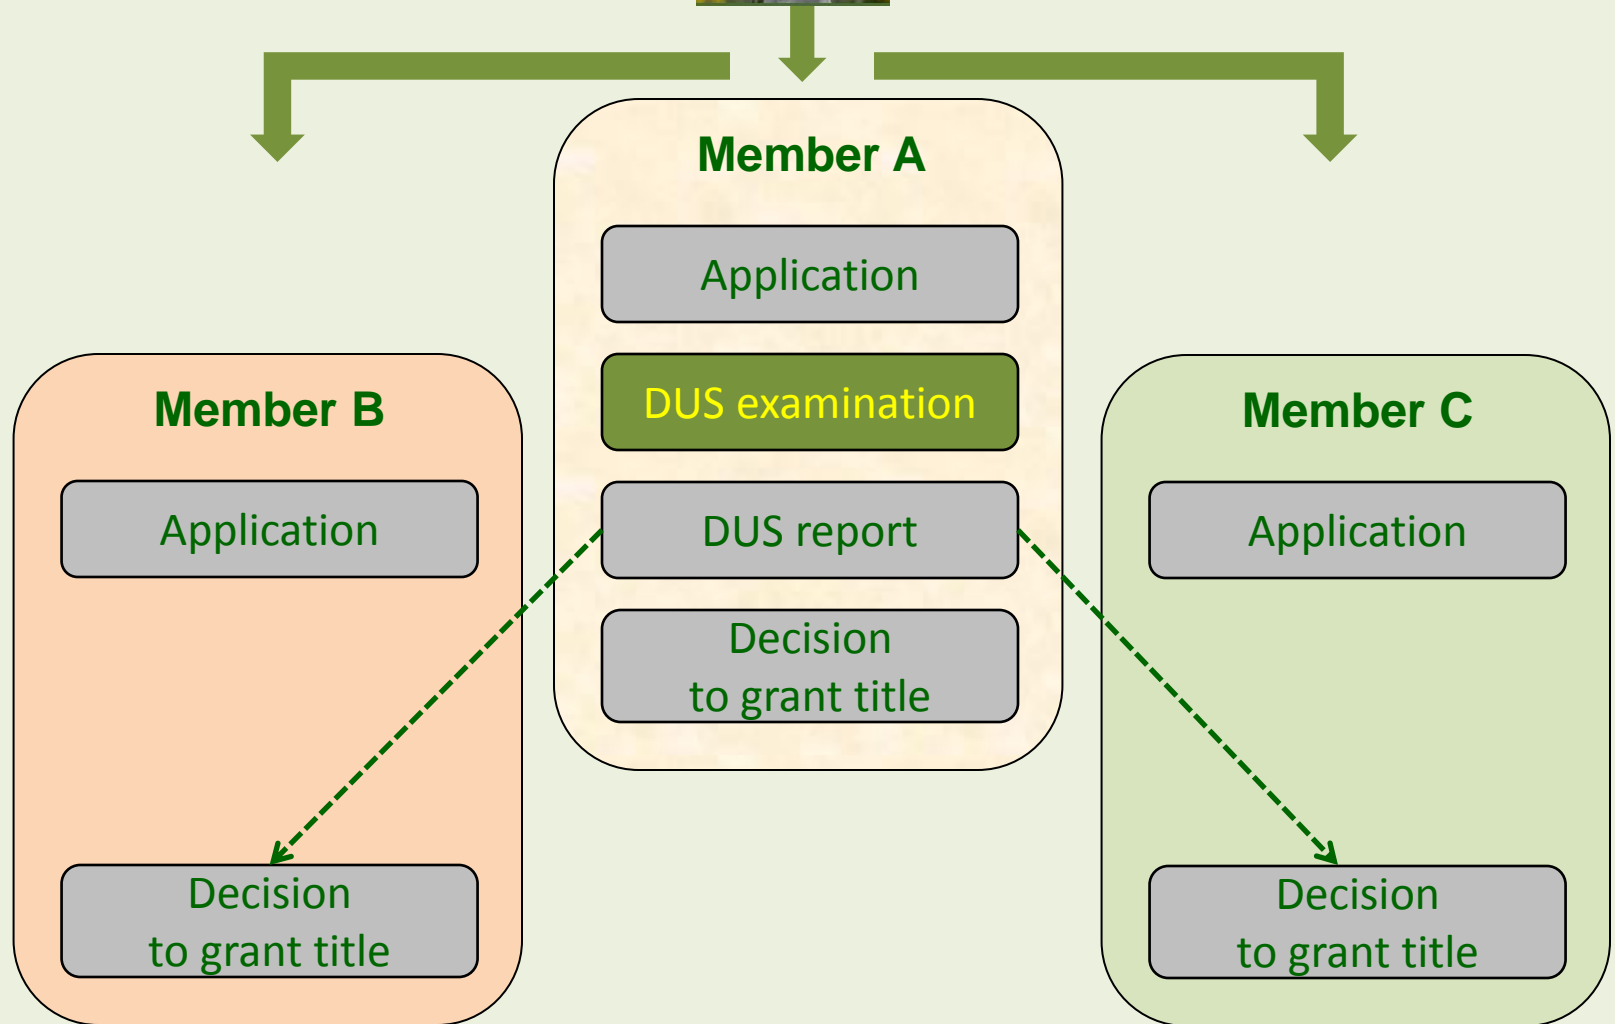 Member A
Application
DUS examination
DUS report
Decision
to grant title
Member B
Application
Decision
to grant title
Member C
Application
Decision
to grant title